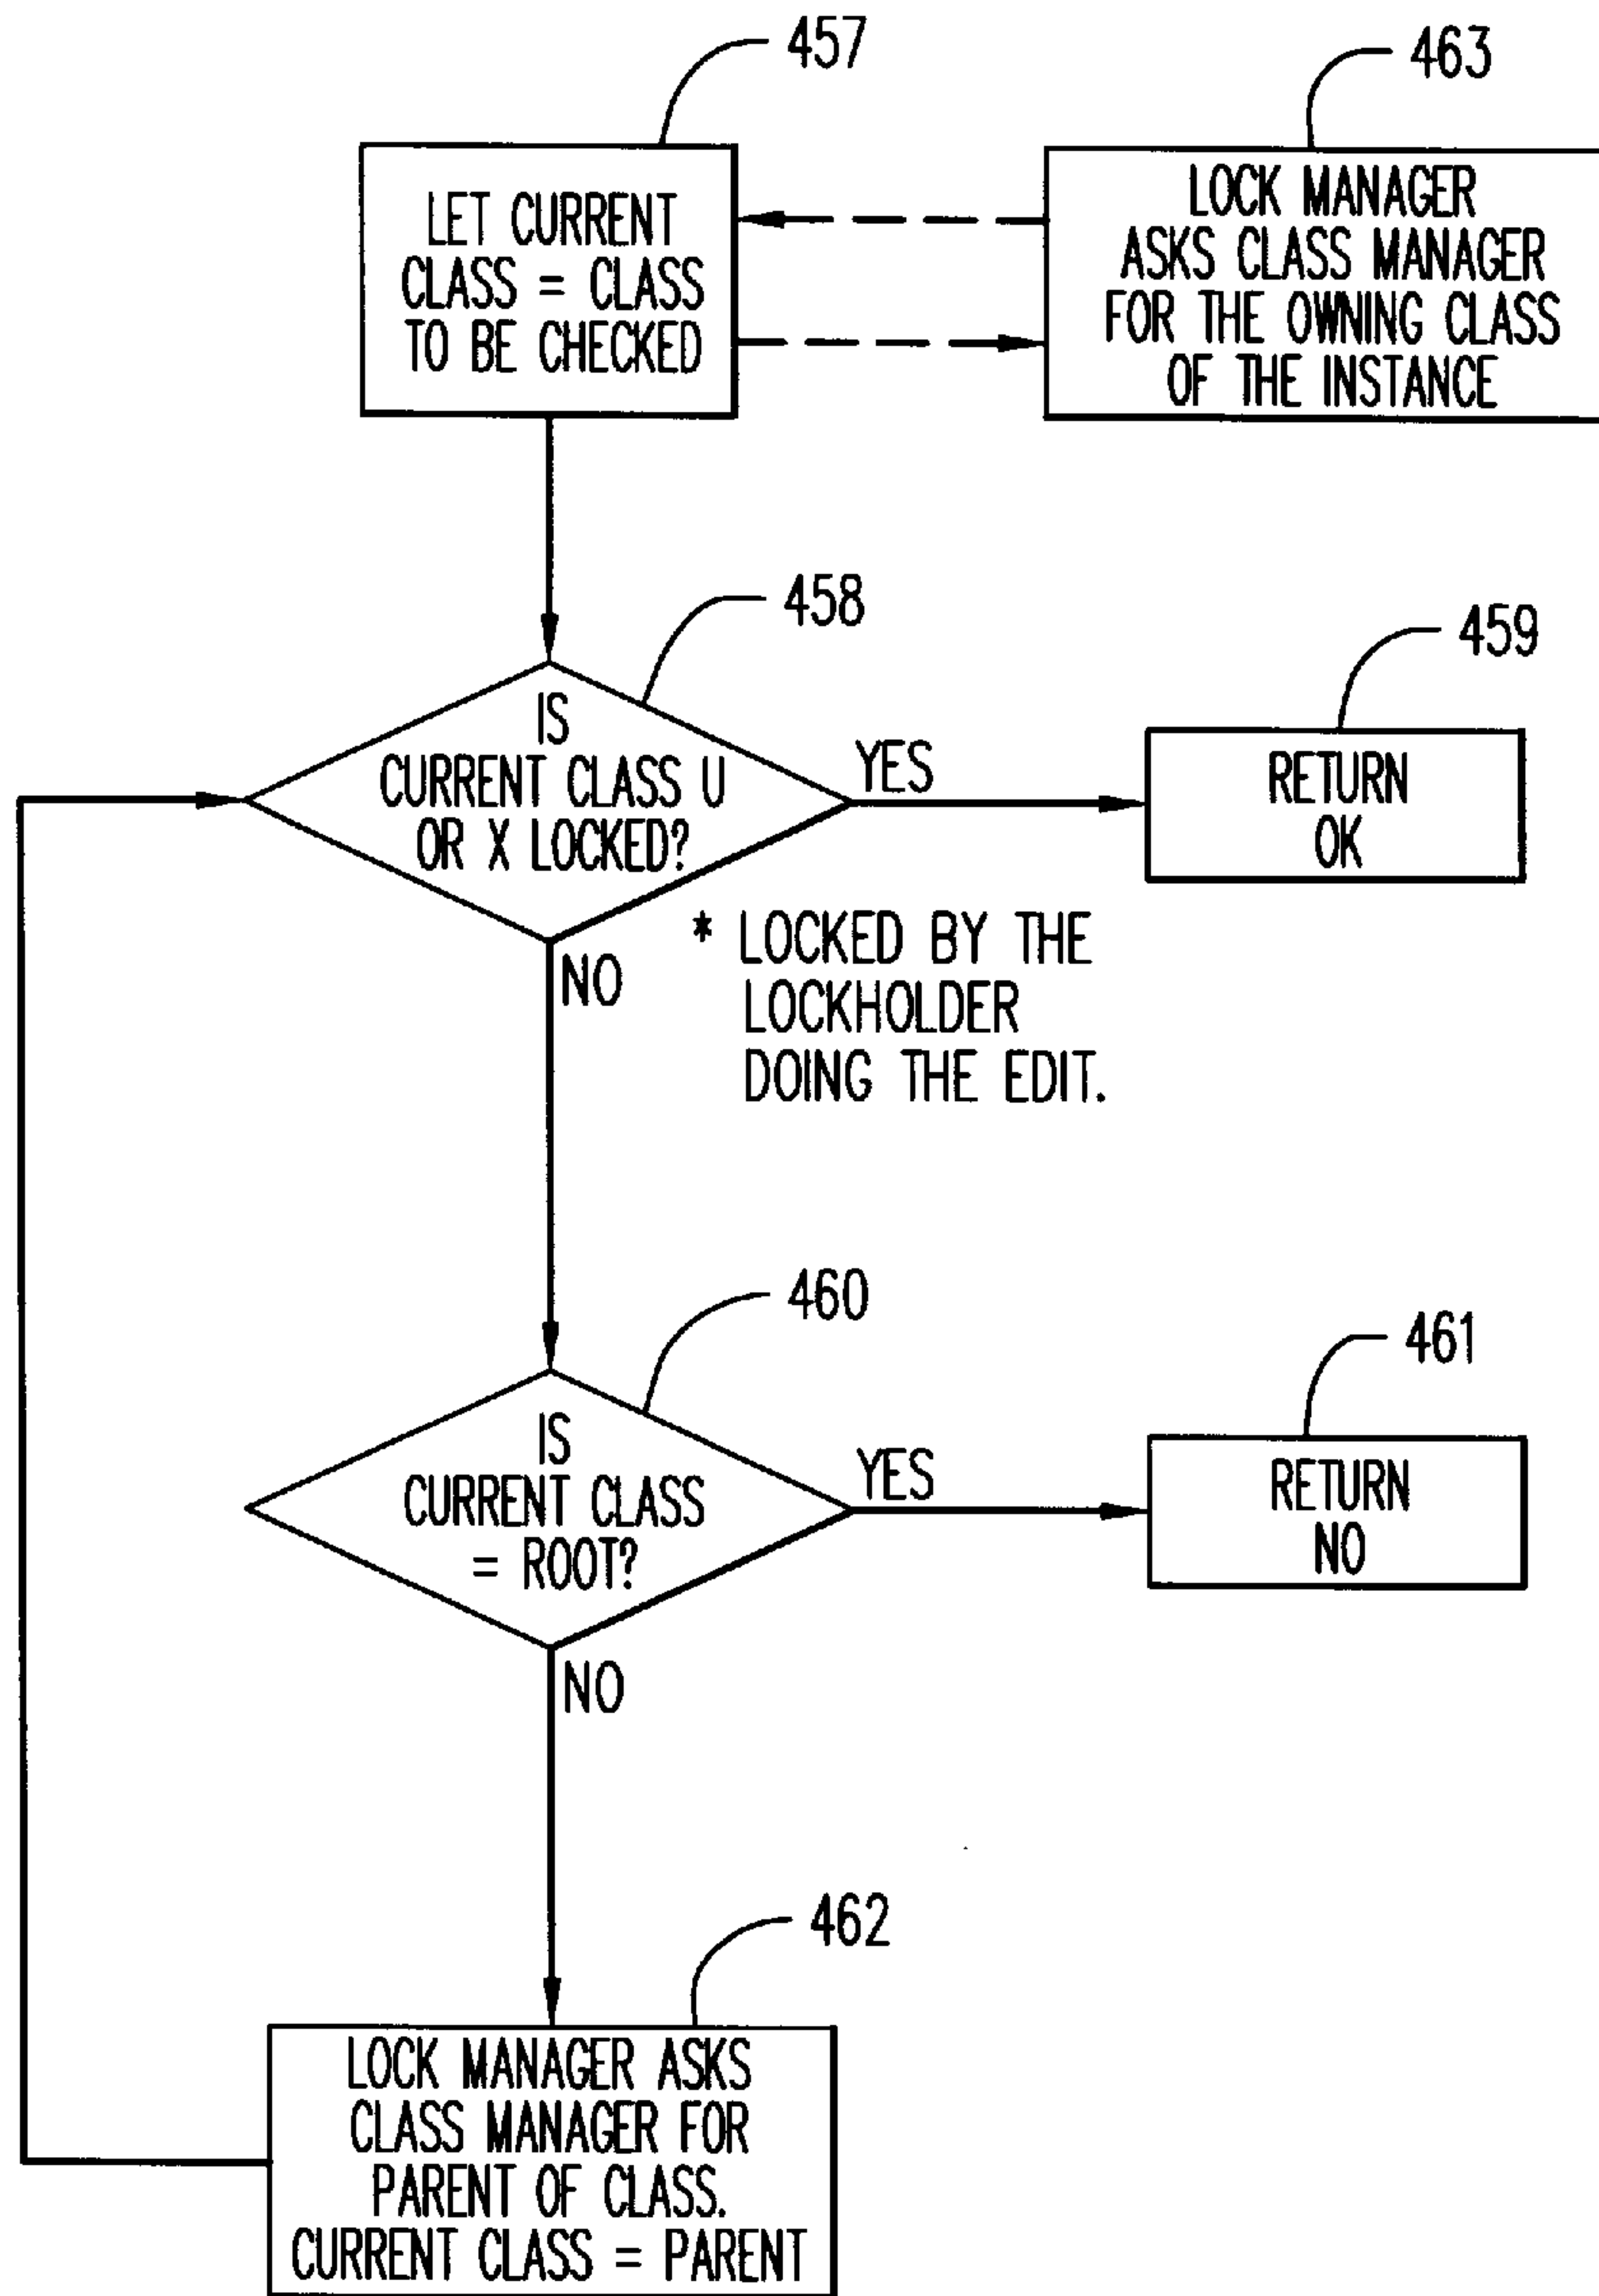 457
463
LET CURRENT
CLASS = CLASS
TO BE CHECKED
LOCK MANAGER
ASKS CLASS MANAGER
FOR THE OWNING CLASS
OF THE INSTANCE
458
459
IS
CURRENT CLASS U
OR X LOCKED?
YES
RETURN
OK
NO
* LOCKED BY THE
LOCKHOLDER
DOING THE EDIT.
460
461
IS
CURRENT CLASS
= ROOT?
YES
RETURN
NO
NO
462
LOCK MANAGER ASKS
CLASS MANAGER FOR
PARENT OF CLASS.
CURRENT CLASS = PARENT